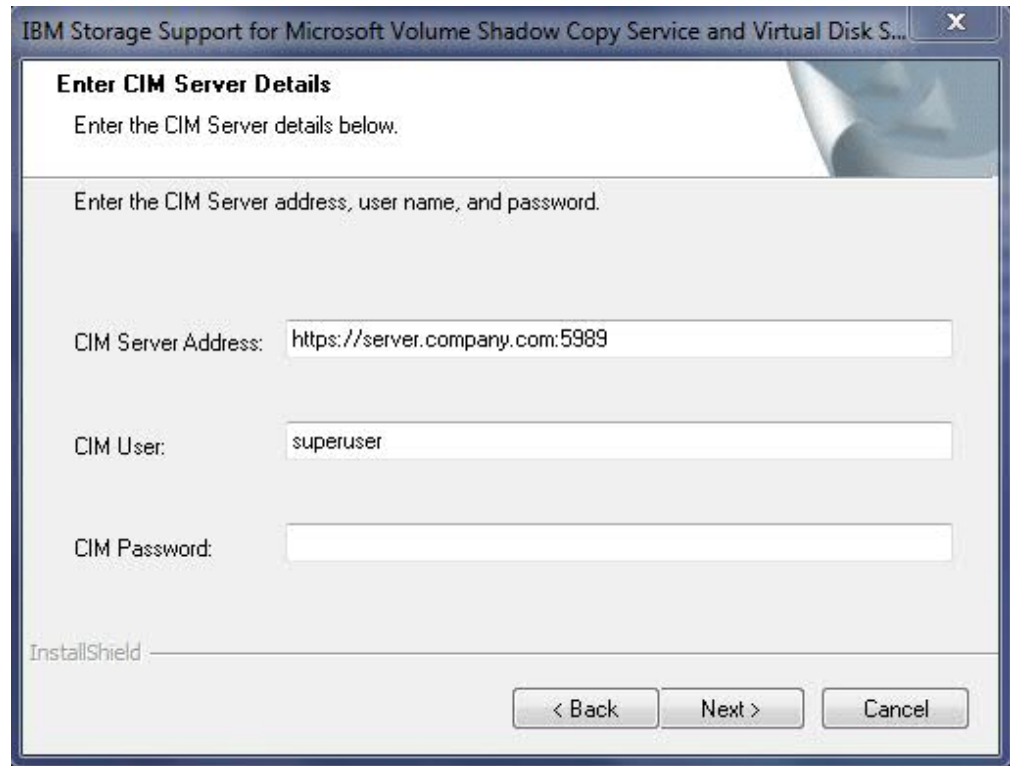 IBM Storage Support for Microsoft Volume Shadow Copy Service and Virtual Disk S...
X
Enter CIM Server Details
Enter the CIM Server details below.
Enter the CIM Server address, user name, and password.
CIM Server Address: https://server.company.com:5989
CIM User: superuser
CIM Password:
InstallShield
< Back Next > Cancel